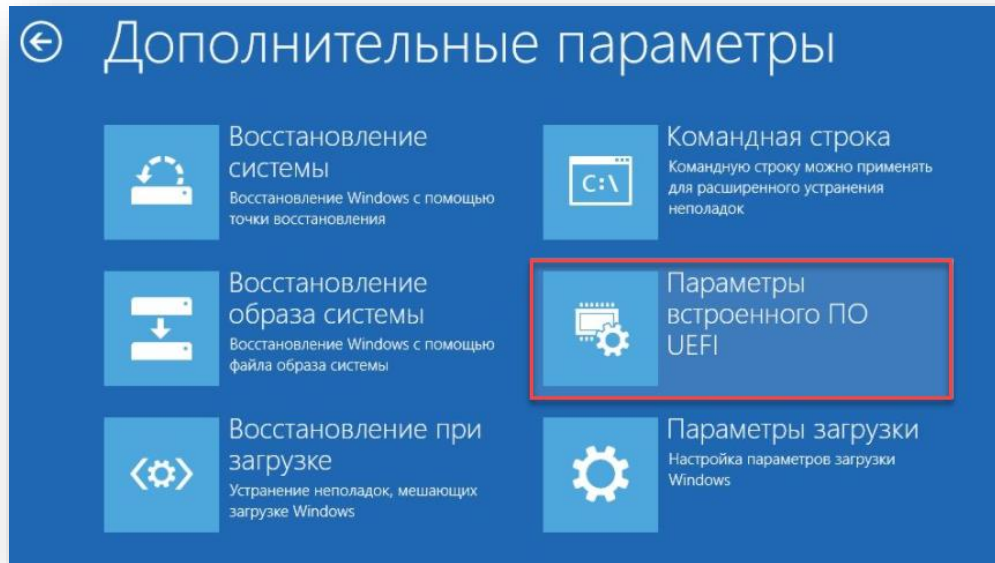 Дополнительные параметры
Восстановление
системы
Восстановление Windows с помощью
точки восстановления
Командная строка
Командную строку можно применять
для расширенного устранения
неполадок
C:\
Восстановление
образа системы
Восстановление Windows с помощью
файла образа системы
Параметры
встроенного ПО
UEFI
Восстановление при
загрузке
Устранение неполадок, мешающих
загрузке Windows
Параметры загрузки
Настройка параметров загрузки
Windows